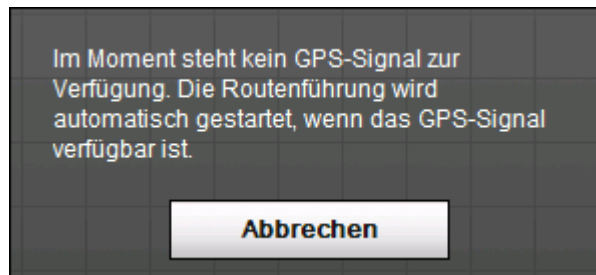 Im Moment steht kein GPS-Signal zur
Verfügung. Die Routenführung wird
automatisch gestartet, wenn das GPS-Signal
verfügbar ist.
Abbrechen